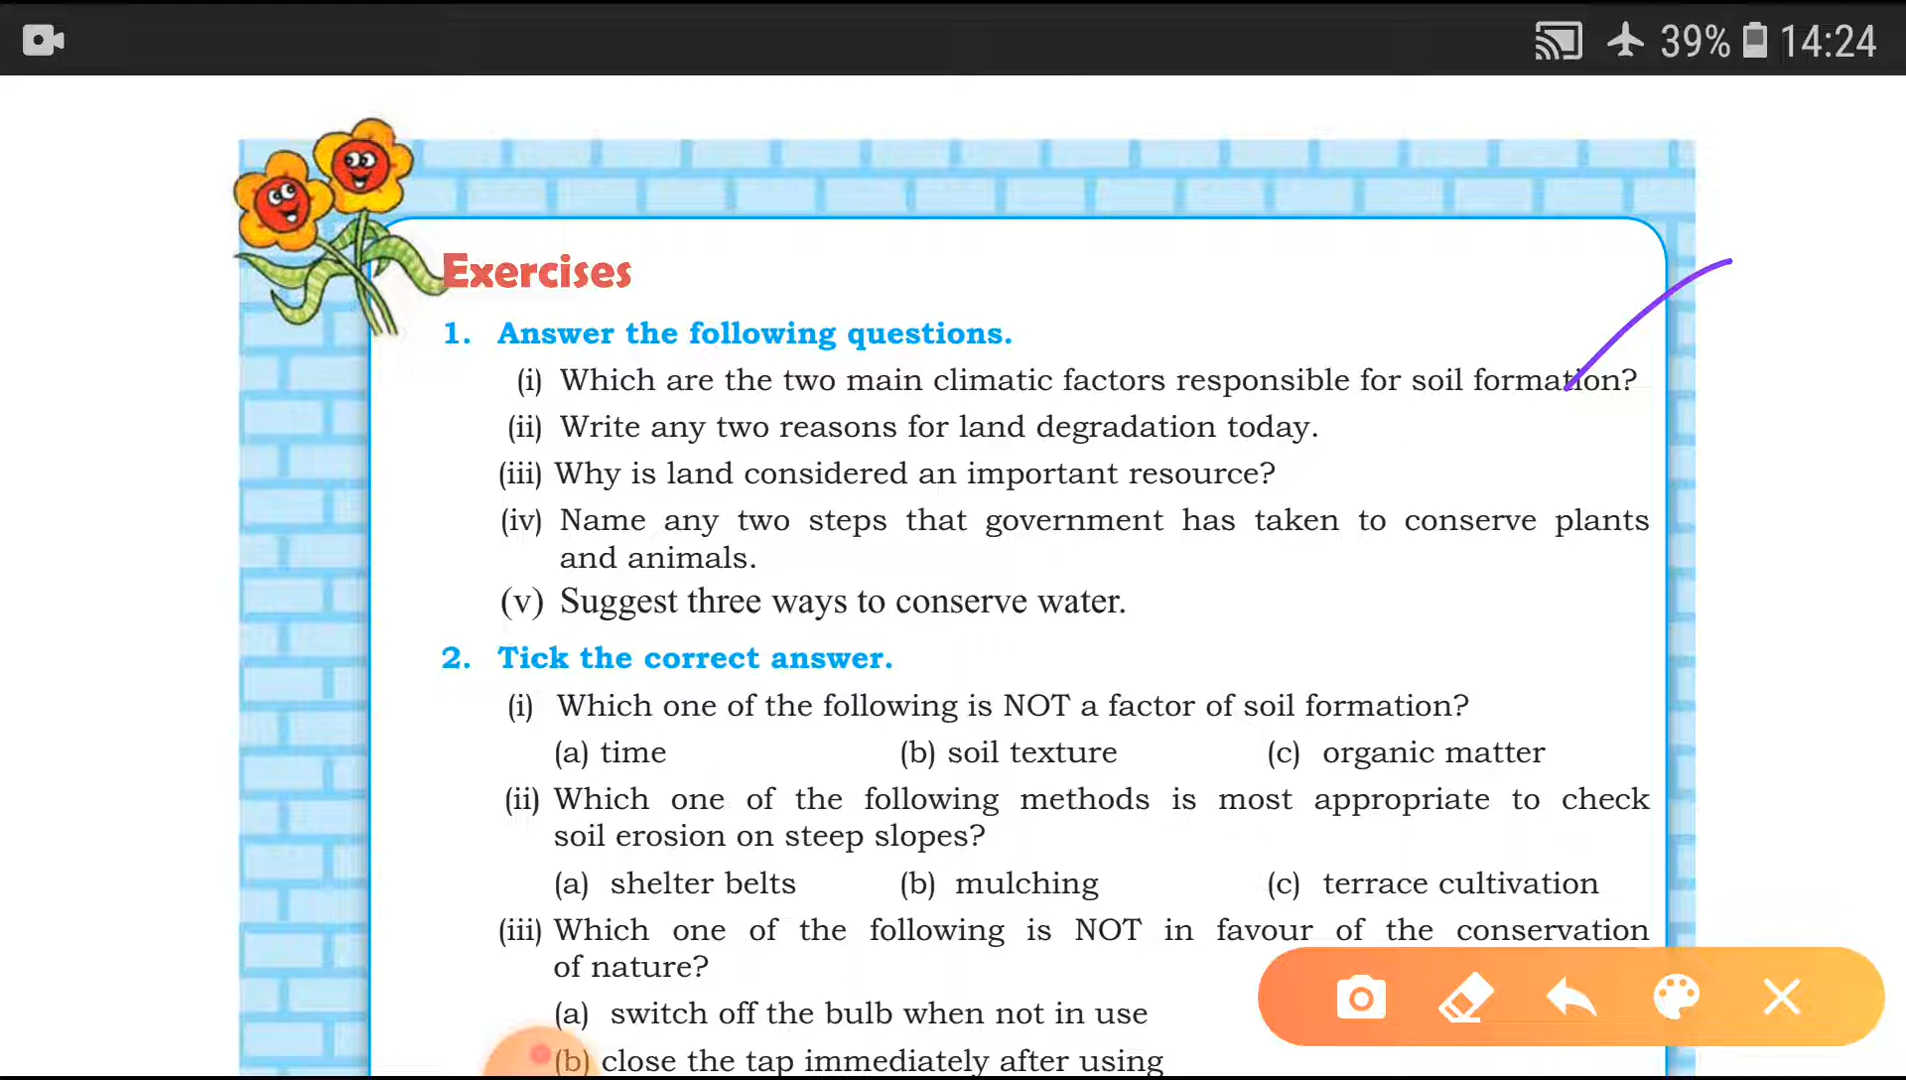 39% 14:24
Exercises
1. Answer the following questions.
(i) Which are the two main climatic factors responsible for soil formation?
(ii) Write any two reasons for land degradation today.
(iii) Why is land considered an important resource?
(iv) Name any two steps that government has taken to conserve plants
and animals.
(v) Suggest three ways to conserve water.
2. Tick the correct answer.
(i) Which one of the following is NOT a factor of soil formation?
(a) time (b) soil texture (c) organic matter
(ii) Which one of the following methods is most appropriate to check
soil erosion on steep slopes?
(a) shelter belts (b) mulching (c) terrace cultivation
(iii) Which one of the following is NOT in favour of the conservation
of nature?
(a) switch off the bulb when not in use
(b) close the tap immediately after using